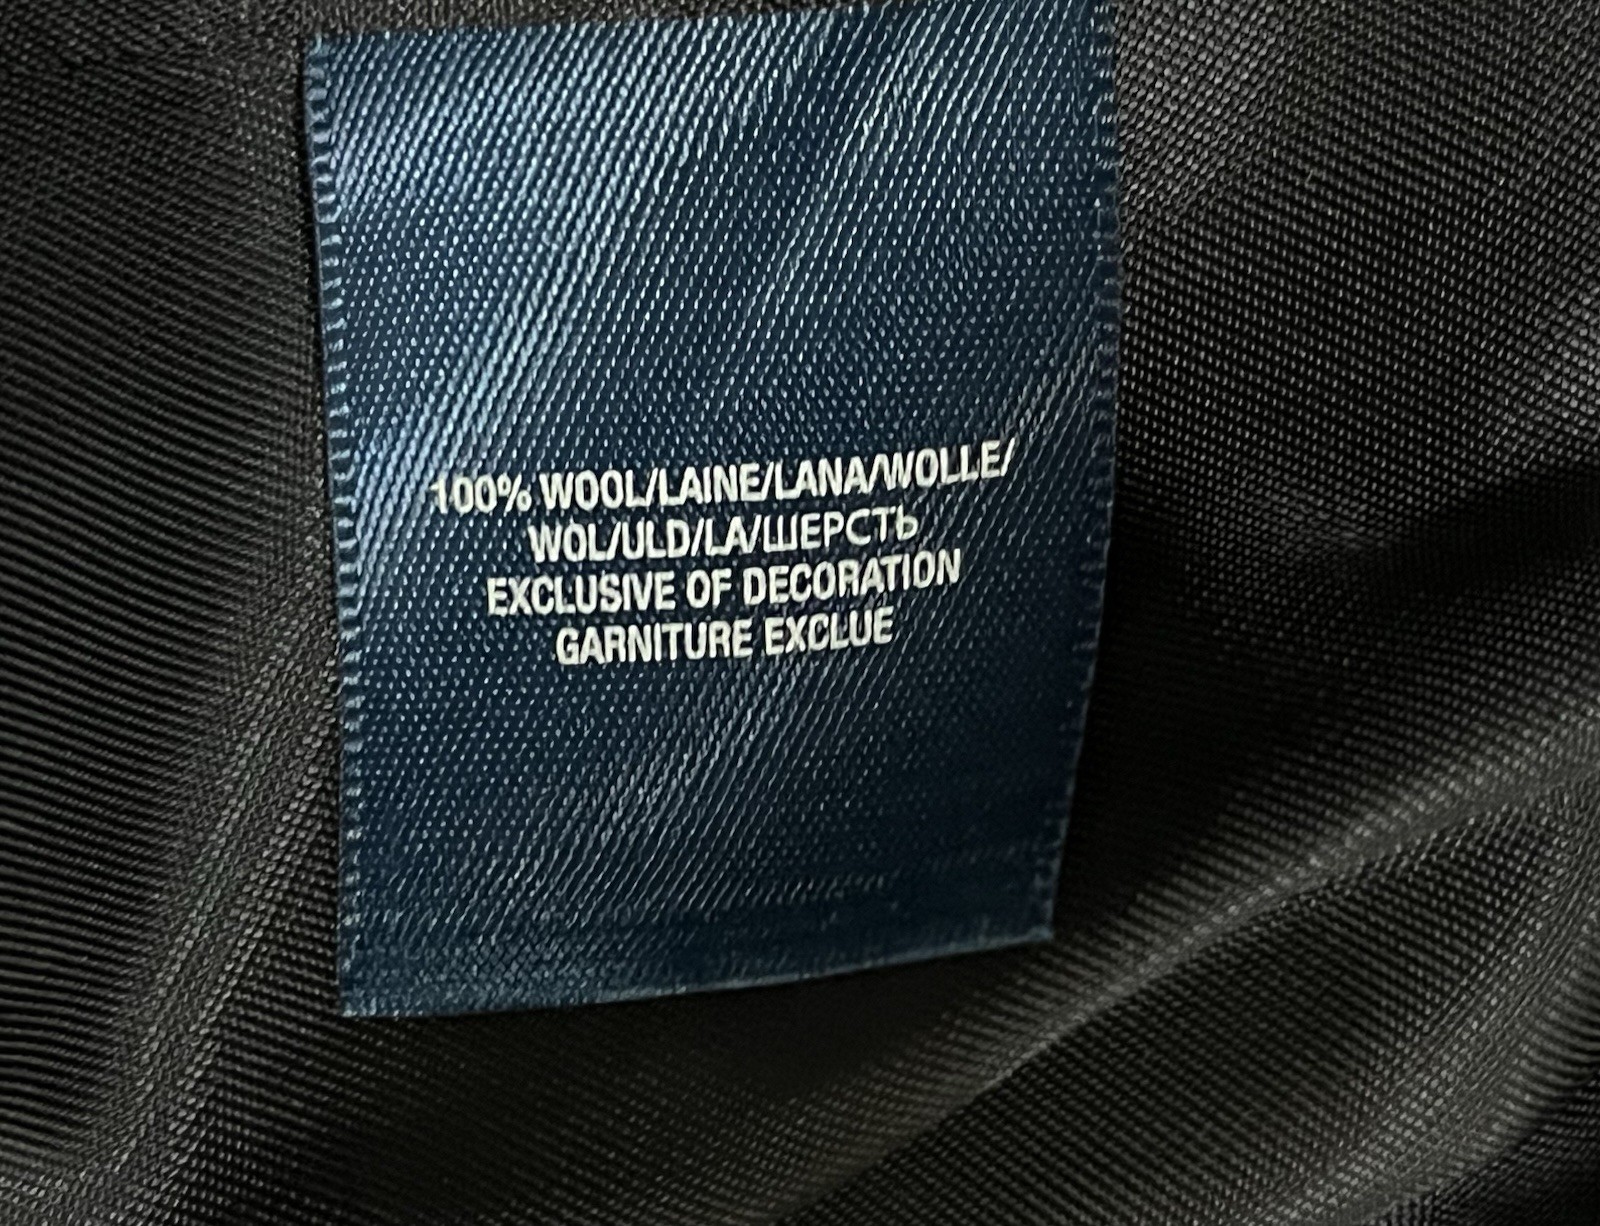 100% WOOL/LAINE/LANA/WOLLE/
WOL/ULD/LA/ШЕРСТЬ
EXCLUSIVE OF DECORATION
GARNITURE EXCLUE